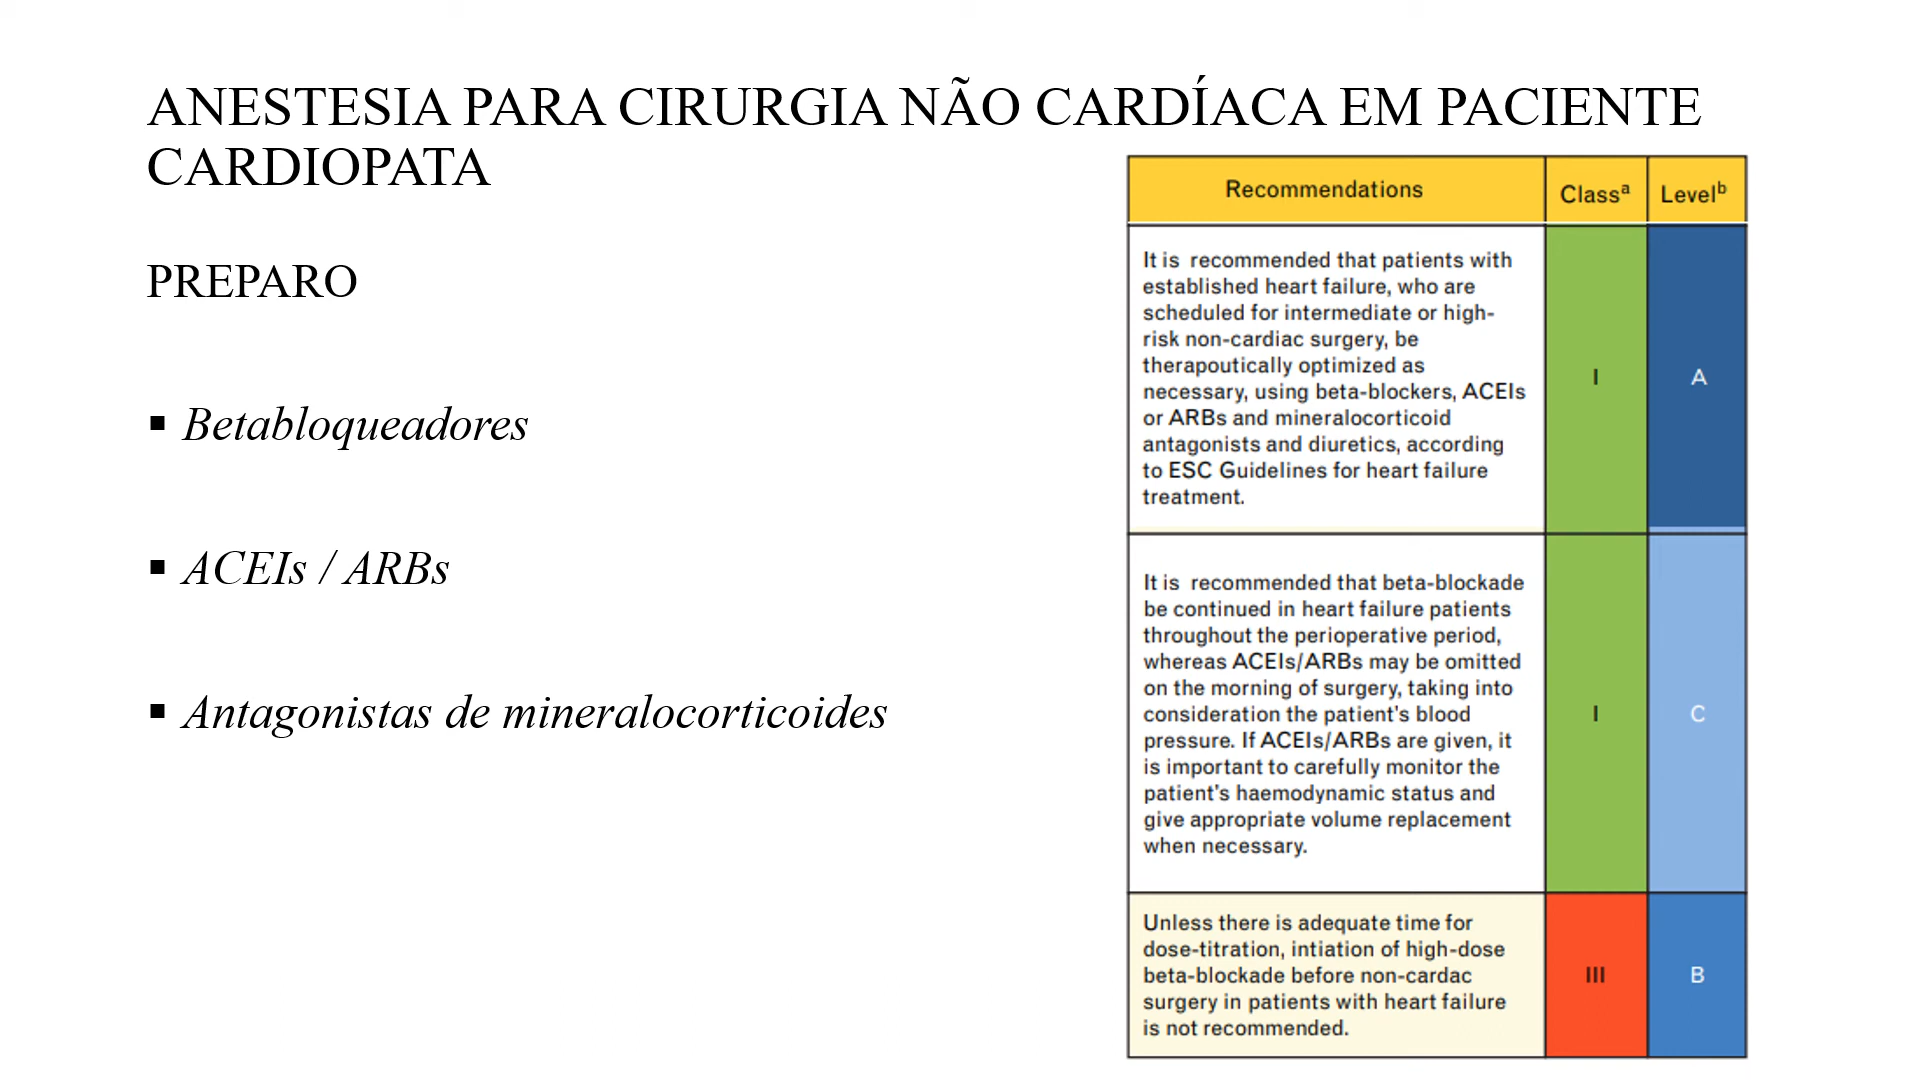 ANESTESIA PARA CIRURGIA NÃO CARDÍACA EM PACIENTE
CARDIOPATA
PREPARO
▪ Betabloqueadores
▪ ACEIs / ARBs
▪ Antagonistas de mineralocorticoides
Recommendations Classᵃ Levelᵇ
It is recommended that patients with
established heart failure, who are
scheduled for intermediate or high-
risk non-cardiac surgery, be
therapoutically optimized as
necessary, using beta-blockers, ACEIs
or ARBs and mineralocorticoid
antagonists and diuretics, according
to ESC Guidelines for heart failure
treatment.
I A
It is recommended that beta-blockade
be continued in heart failure patients
throughout the perioperative period,
whereas ACEIs/ARBs may be omitted
on the morning of surgery, taking into
consideration the patient's blood
pressure. If ACEIs/ARBs are given, it
is important to carefully monitor the
patient's haemodynamic status and
give appropriate volume replacement
when necessary.
I C
Unless there is adequate time for
dose-titration, intiation of high-dose
beta-blockade before non-cardac
surgery in patients with heart failure
is not recommended.
III B